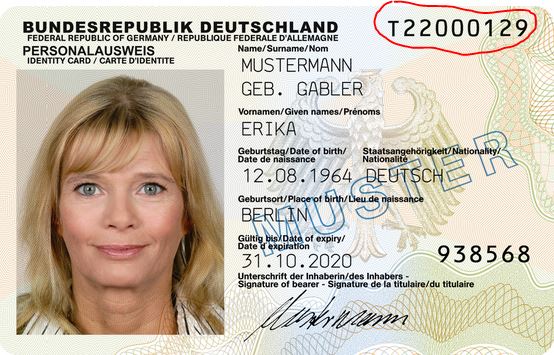 BUNDESREPUBLIK DEUTSCHLAND
FEDERAL REPUBLIC OF GERMANY / REPUBLIQUE FEDERALE D'ALLEMAGNE
PERSONALAUSWEIS
IDENTITY CARD / CARTE D'IDENTITE
T22000129
Name/Surname/Nom
MUSTERMANN
GEB. GABLER
Vornamen/Given names/Prénoms
ERIKA
Geburtstag/Date of birth/
Date de naissance
Staatsangehörigkeit/Nationality/
Nationalité
12.08.1964 DEUTSCH
Geburtsort/Place of birth/Lieu de naissance
BERLIN
Gültig bis/Date of expiry/
Date d'expiration
31.10.2020
938568
Unterschrift der Inhaberin/des Inhabers -
Signature of bearer - Signature de la titulaire/du titulaire
Mustermann
MUSTER